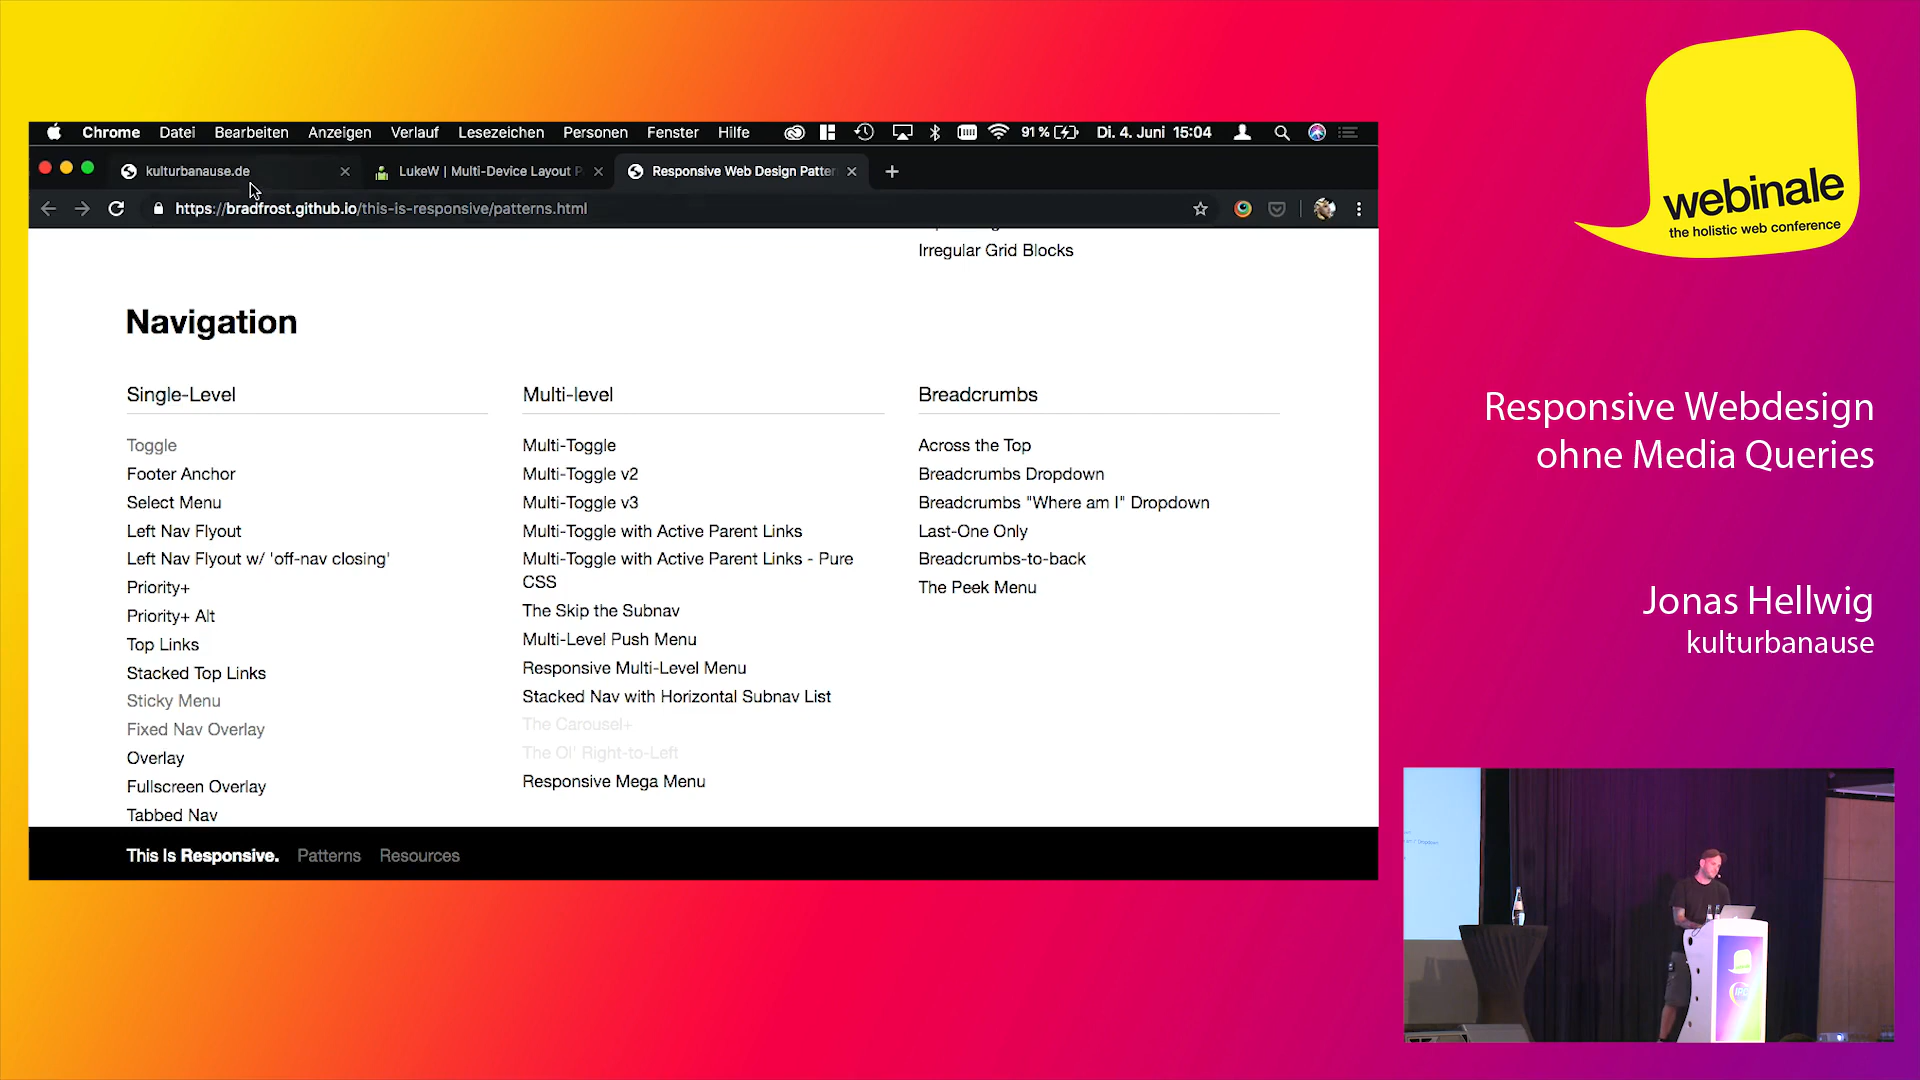 Chrome Datei Bearbeiten Anzeigen Verlauf Lesezeichen Personen Fenster Hilfe 91 % Di. 4. Juni 15:04
kulturbanause.de
LukeW | Multi-Device Layout P
Responsive Web Design Patter
https://bradfrost.github.io/this-is-responsive/patterns.html
Irregular Grid Blocks
Navigation
Single-Level
Toggle
Footer Anchor
Select Menu
Left Nav Flyout
Left Nav Flyout w/ 'off-nav closing'
Priority+
Priority+ Alt
Top Links
Stacked Top Links
Sticky Menu
Fixed Nav Overlay
Overlay
Fullscreen Overlay
Tabbed Nav
Multi-level
Multi-Toggle
Multi-Toggle v2
Multi-Toggle v3
Multi-Toggle with Active Parent Links
Multi-Toggle with Active Parent Links - Pure
CSS
The Skip the Subnav
Multi-Level Push Menu
Responsive Multi-Level Menu
Stacked Nav with Horizontal Subnav List
The Carousel+
The Ol' Right-to-Left
Responsive Mega Menu
Breadcrumbs
Across the Top
Breadcrumbs Dropdown
Breadcrumbs "Where am I" Dropdown
Last-One Only
Breadcrumbs-to-back
The Peek Menu
This Is Responsive. Patterns Resources
webinale
the holistic web conference
Responsive Webdesign
ohne Media Queries
Jonas Hellwig
kulturbanause